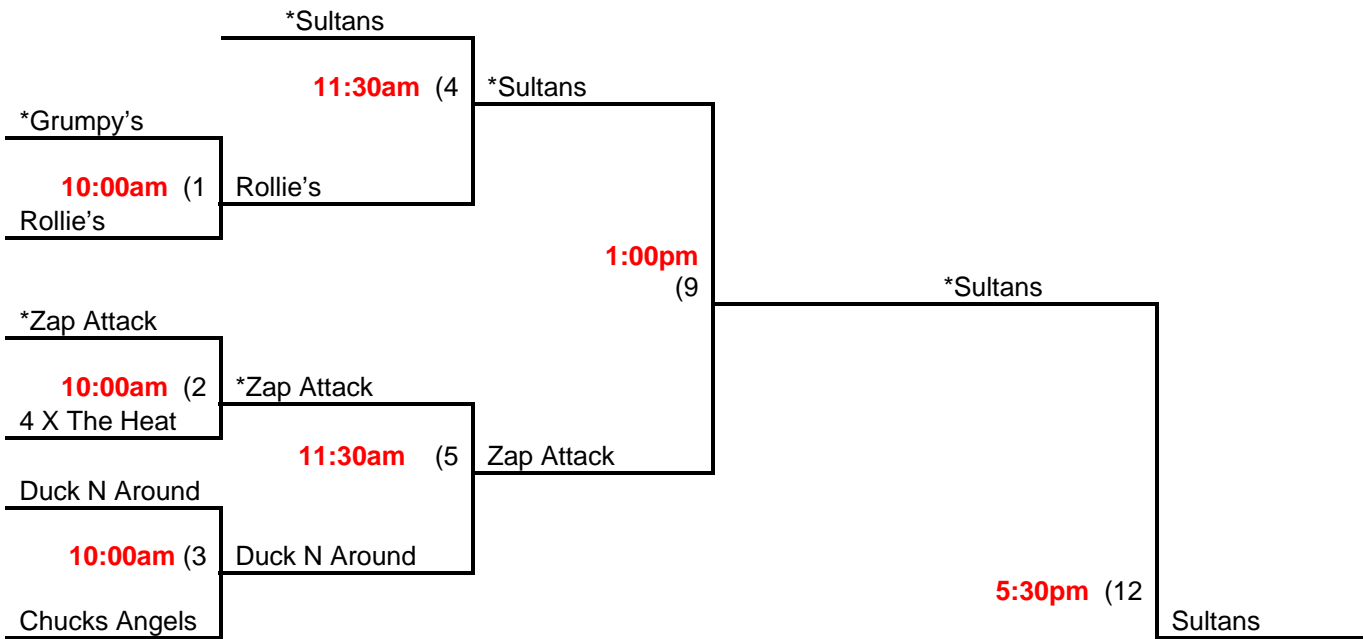 *Sultans
11:30am (4
*Sultans
*Grumpy’s
10:00am (1
Rollie’s
Rollie’s
1:00pm
(9
*Sultans
*Zap Attack
10:00am (2
*Zap Attack
4 X The Heat
11:30am (5
Zap Attack
Duck N Around
10:00am (3
Duck N Around
5:30pm (12
Chucks Angels
Sultans